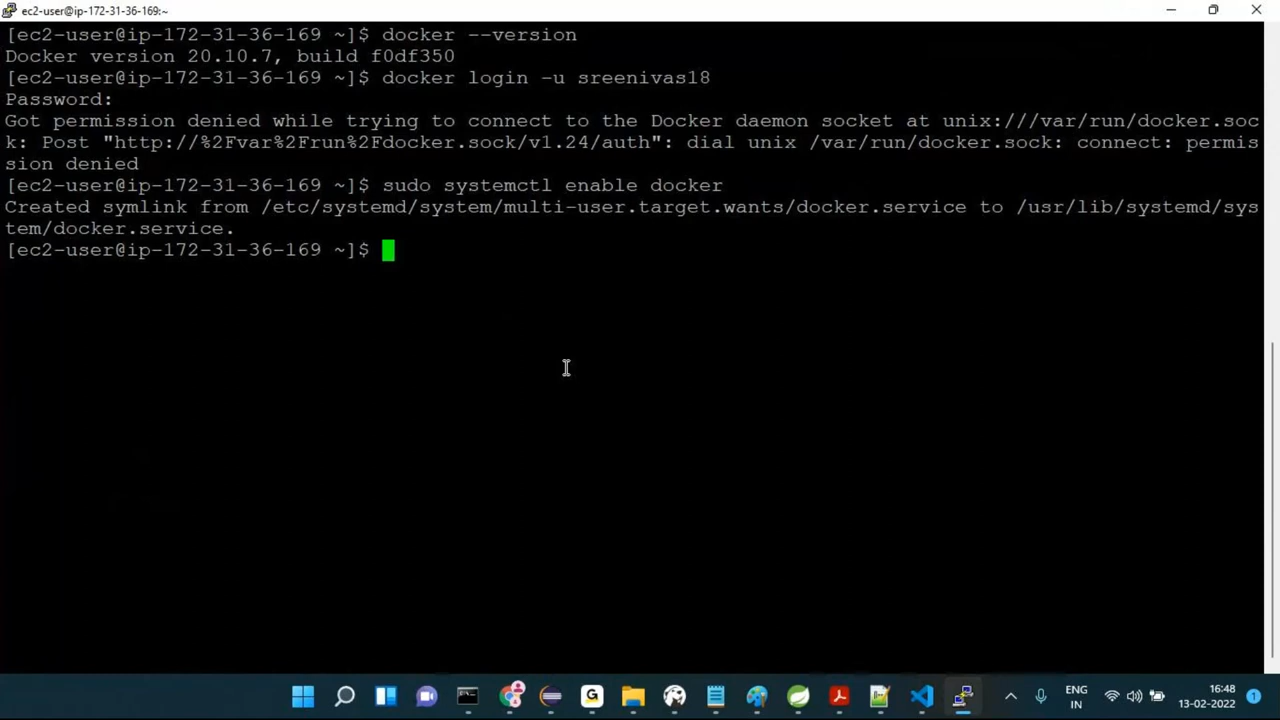 ec2-user@ip-172-31-36-169:~
[ec2-user@ip-172-31-36-169 ~]$ docker --version
Docker version 20.10.7, build f0df350
[ec2-user@ip-172-31-36-169 ~]$ docker login -u sreenivas18
Password:
Got permission denied while trying to connect to the Docker daemon socket at unix:///var/run/docker.soc
k: Post "http://%2Fvar%2Frun%2Fdocker.sock/v1.24/auth": dial unix /var/run/docker.sock: connect: permis
sion denied
[ec2-user@ip-172-31-36-169 ~]$ sudo systemctl enable docker
Created symlink from /etc/systemd/system/multi-user.target.wants/docker.service to /usr/lib/systemd/sys
tem/docker.service.
[ec2-user@ip-172-31-36-169 ~]$
ENG
IN
16:48
13-02-2022
1